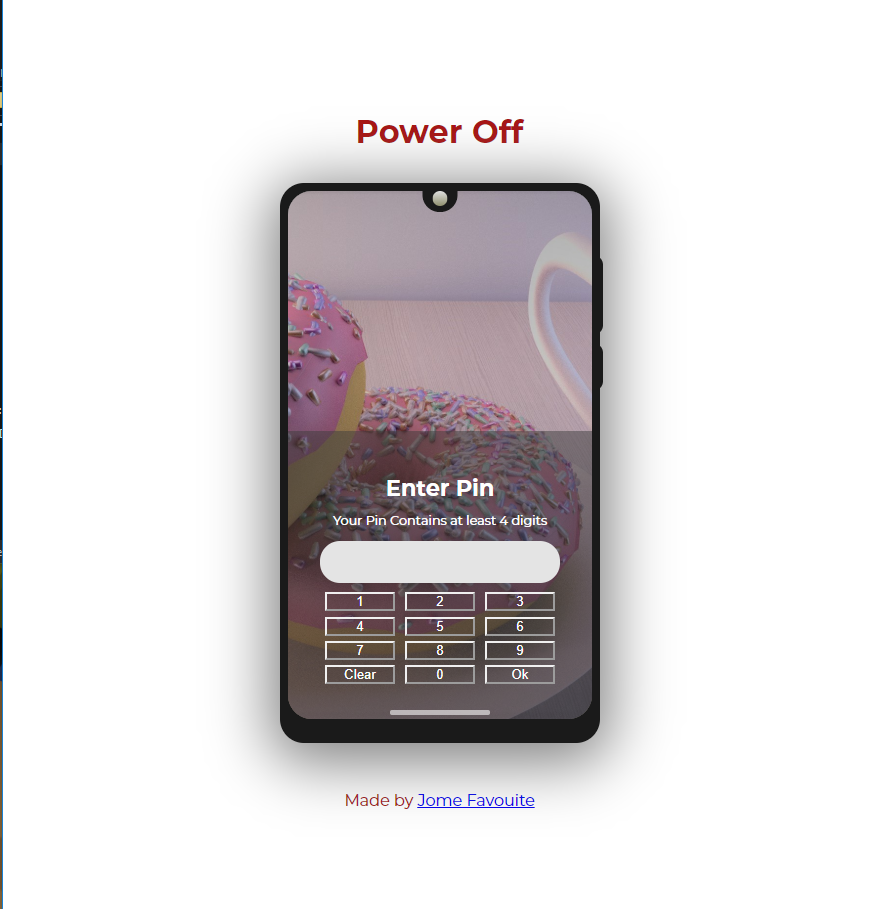 Power Off
Enter Pin
Your Pin Contains at least 4 digits
1 2 3
4 5 6
7 8 9
Clear 0 Ok
Made by Jome Favouite